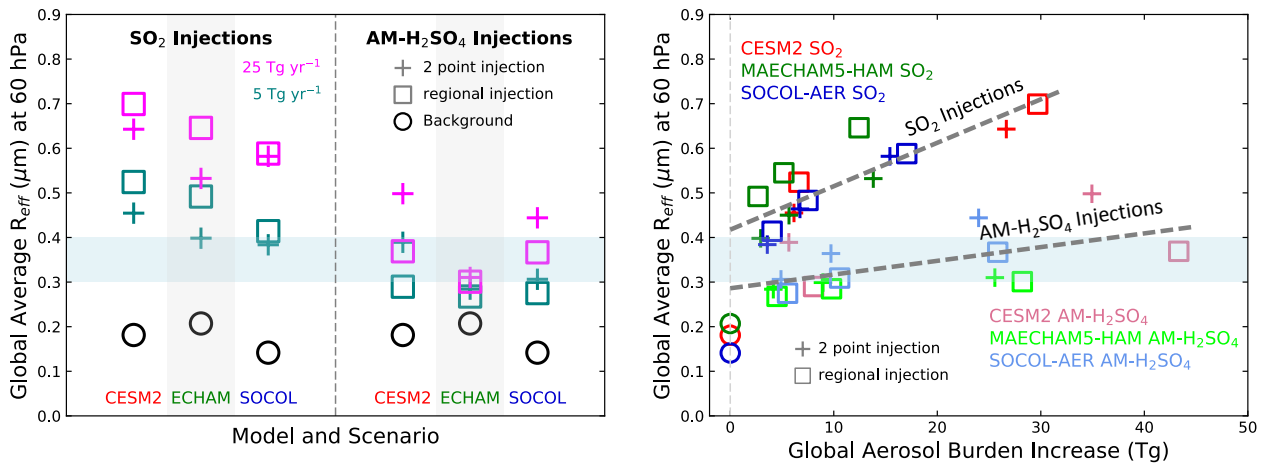 SO₂ Injections
AM-H₂SO₄ Injections
25 Tg yr⁻¹
5 Tg yr⁻¹
2 point injection
regional injection
Background
0.9
0.8
0.7
0.6
0.5
0.4
0.3
0.2
0.1
0.0
Global Average R_eff (μm) at 60 hPa
CESM2 ECHAM SOCOL
CESM2 ECHAM SOCOL
Model and Scenario
CESM2 SO₂
MAECHAM5-HAM SO₂
SOCOL-AER SO₂
SO₂ Injections
AM-H₂SO₄ Injections
CESM2 AM-H₂SO₄
MAECHAM5-HAM AM-H₂SO₄
SOCOL-AER AM-H₂SO₄
2 point injection
regional injection
0.9
0.8
0.7
0.6
0.5
0.4
0.3
0.2
0.1
0.0
Global Average R_eff (μm) at 60 hPa
0 10 20 30 40 50
Global Aerosol Burden Increase (Tg)